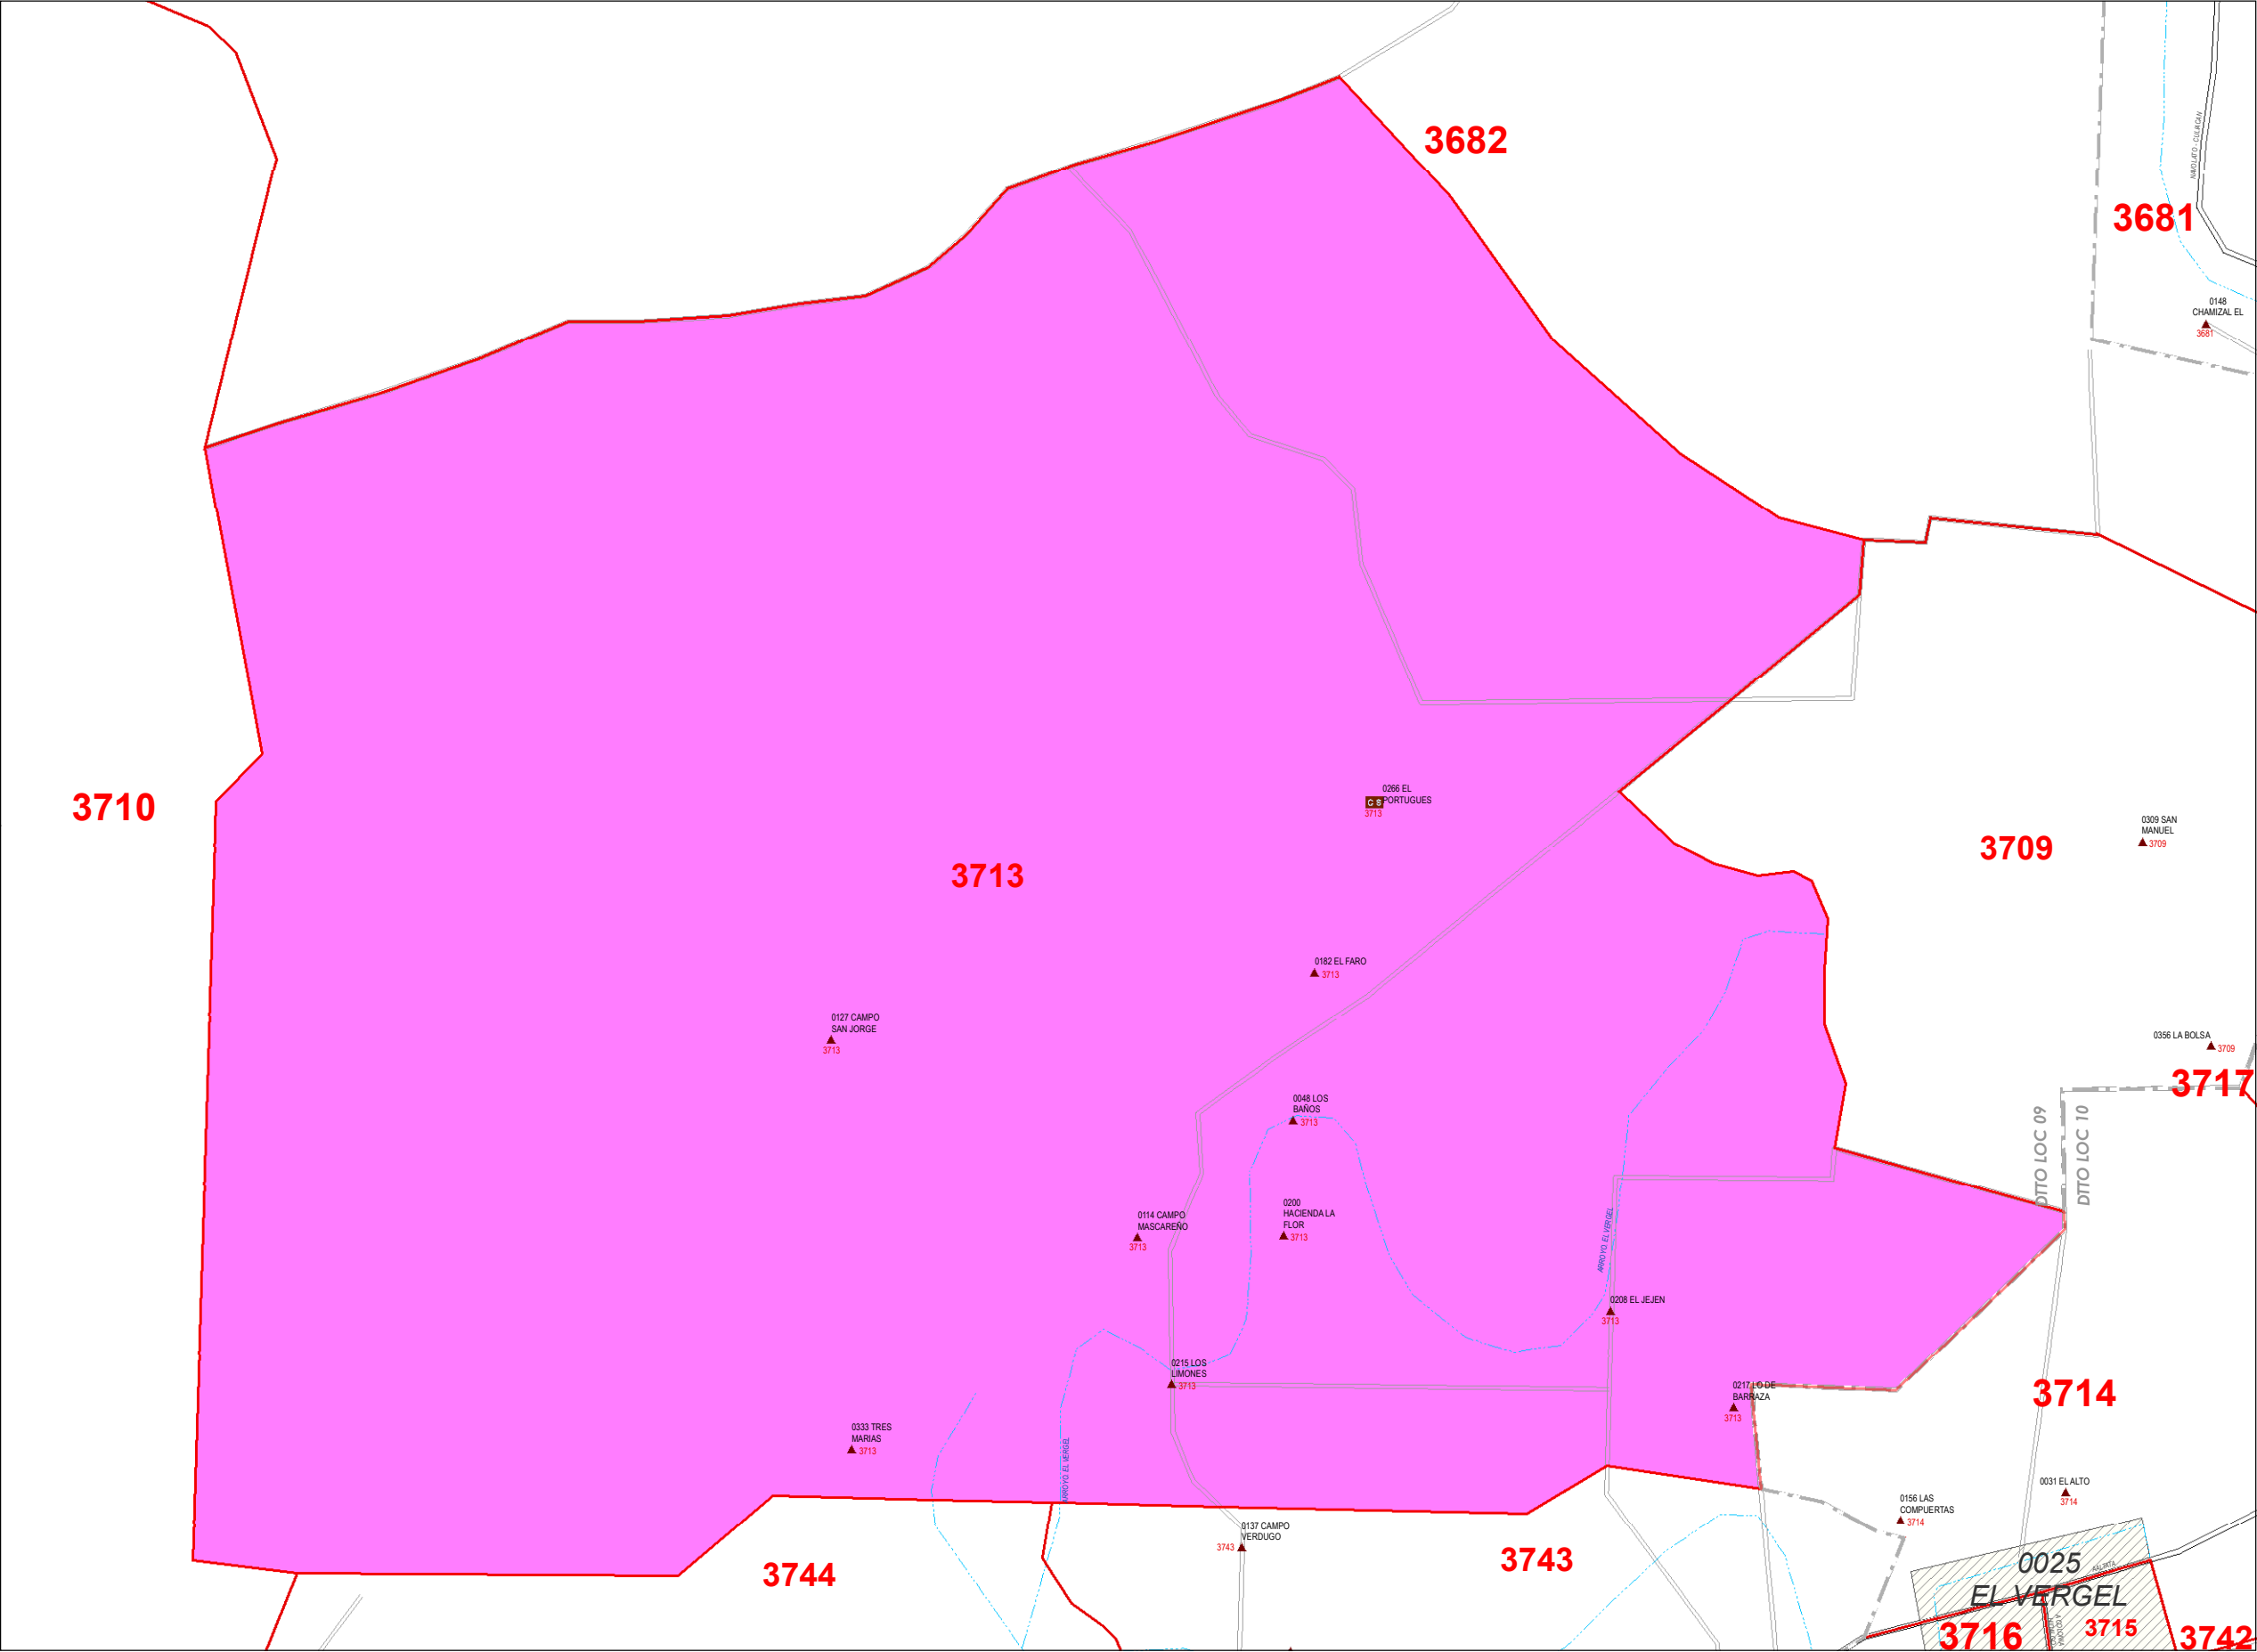 3682
NAVOLATO - CULIACAN
3681
0148
CHAMIZAL EL
3681
3710
0266 EL
PORTUGUES
C S
3713
3709
0309 SAN
MANUEL
3709
3713
0182 EL FARO
3713
0127 CAMPO
SAN JORGE
3713
0356 LA BOLSA
3709
3717
0048 LOS
BAÑOS
3713
DTTO LOC 09
DTTO LOC 10
0200
HACIENDA LA
FLOR
3713
0114 CAMPO
MASCAREÑO
3713
ARROYO EL VERGEL
0208 EL JEJEN
3713
0215 LOS
LIMONES
3713
0217 LO DE
BARRAZA
3713
3714
0333 TRES
MARIAS
3713
ARROYO EL VERGEL
0031 EL ALTO
3714
0156 LAS
COMPUERTAS
3714
0137 CAMPO
VERDUGO
3743
3744
3743
0025
EL VERGEL
3716
3715
3742